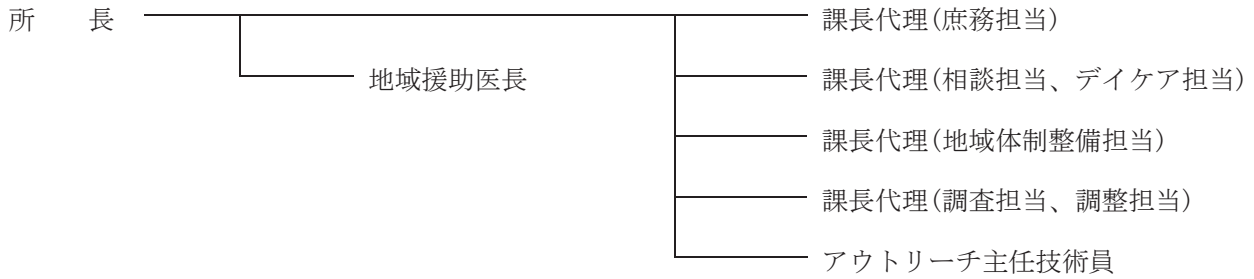 所　　長
課長代理(庶務担当)
地域援助医長
課長代理(相談担当、デイケア担当)
課長代理(地域体制整備担当)
課長代理(調査担当、調整担当)
アウトリーチ主任技術員